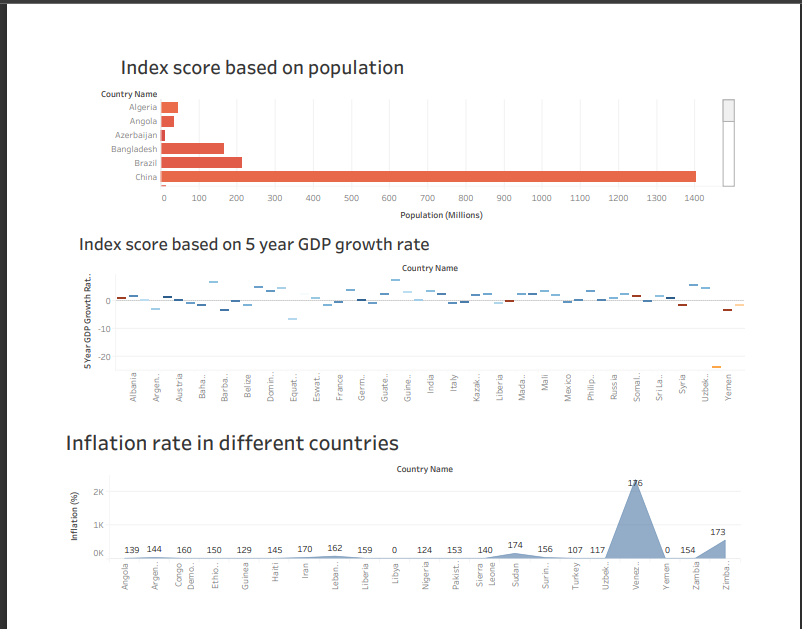 Index score based on population
Country Name
Algeria
Angola
Azerbaijan
Bangladesh
Brazil
China
0 100 200 300 400 500 600 700 800 900 1000 1100 1200 1300 1400
Population (Millions)
Index score based on 5 year GDP growth rate
Country Name
5 Year GDP Growth Rat..
0
-10
-20
Albania Argen.. Austria Baha.. Barba.. Belize Domin.. Equat.. Eswat.. France Germ.. Guate.. Guine.. India Italy Kazak.. Liberia Mada.. Mali Mexico Philip.. Russia Somal.. Sri La.. Syria Uzbek.. Yemen
Inflation rate in different countries
Country Name
Inflation (%)
2K
1K
0K
139 144 160 150 129 145 170 162 159 0 124 153 140 174 156 107 117 176 0 154 173
Angola Argen.. Congo Demo.. Ethio.. Guinea Haiti Iran Leban.. Liberia Libya Nigeria Pakist.. Sierra Leone Sudan Surin.. Turkey Uzbek.. Venez.. Yemen Zambia Zimba..